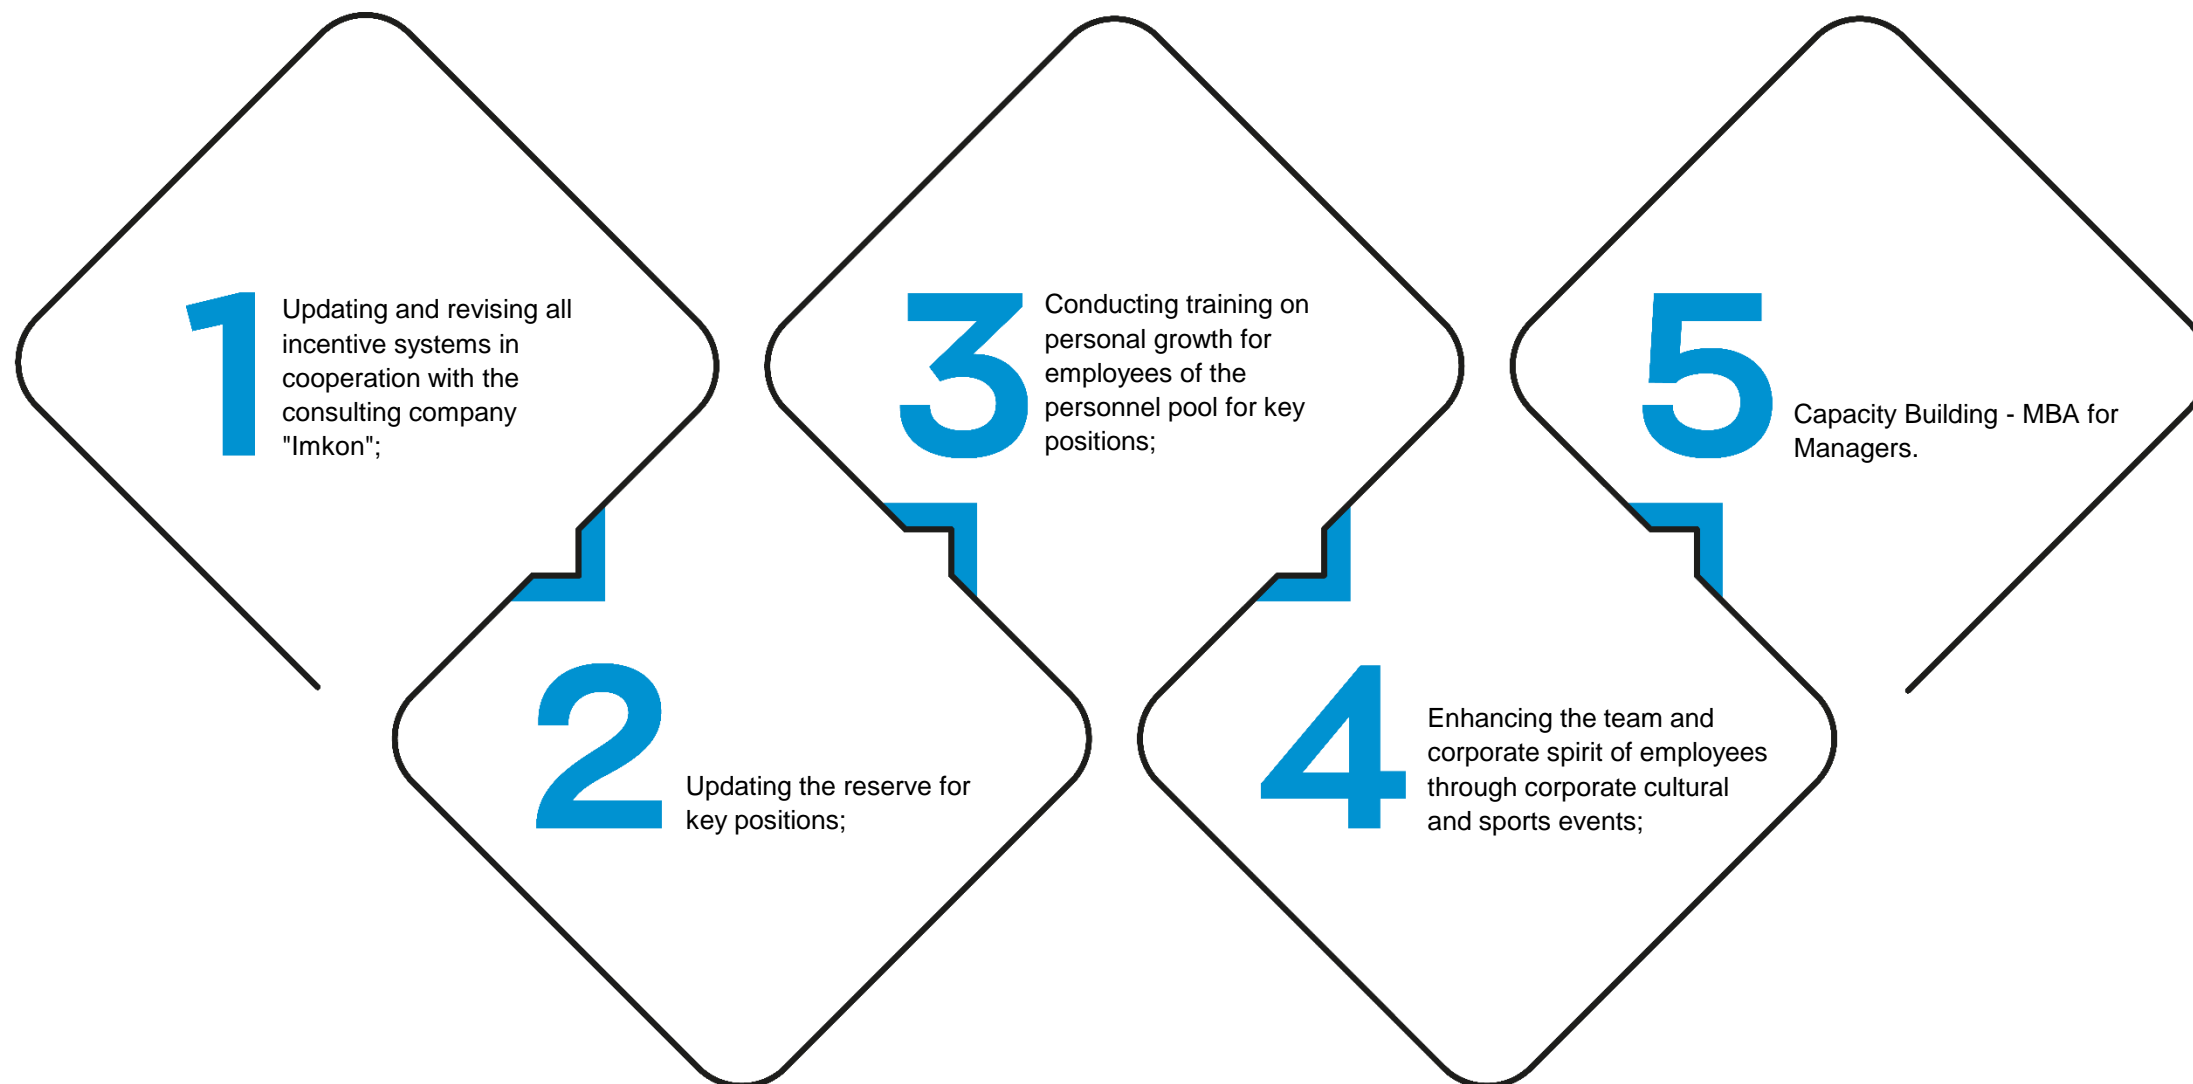 1
Updating and revising all
incentive systems in
cooperation with the
consulting company
"Imkon";
2
Updating the reserve for
key positions;
3
Conducting training on
personal growth for
employees of the
personnel pool for key
positions;
4
Enhancing the team and
corporate spirit of employees
through corporate cultural
and sports events;
5
Capacity Building - MBA for
Managers.